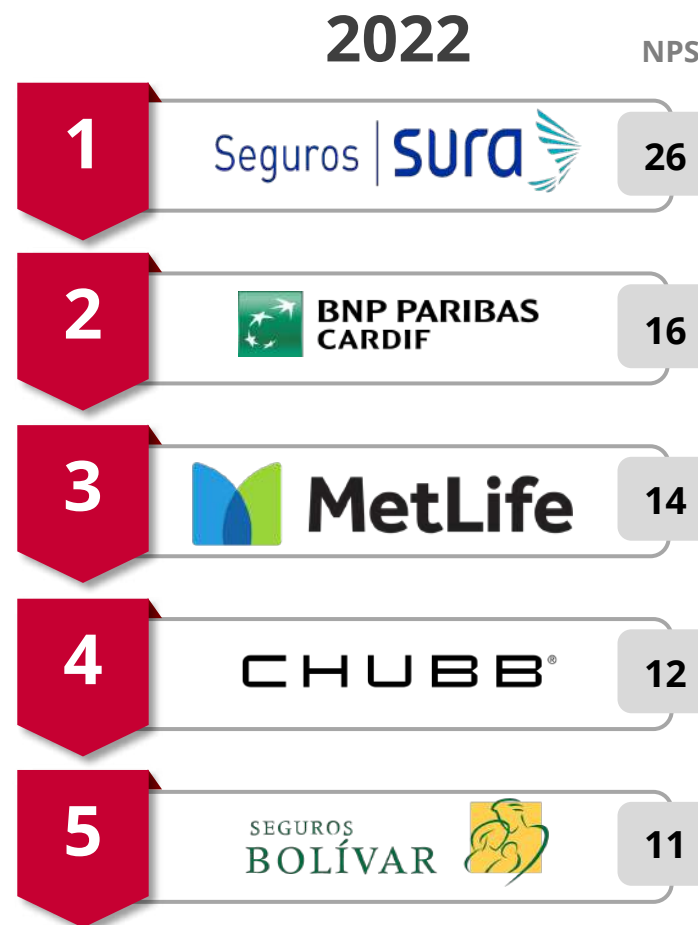 2022 NPS
1 Seguros sura 26
2 BNP PARIBAS
CARDIF 16
3 MetLife 14
4 CHUBB® 12
5 SEGUROS
BOLÍVAR 11